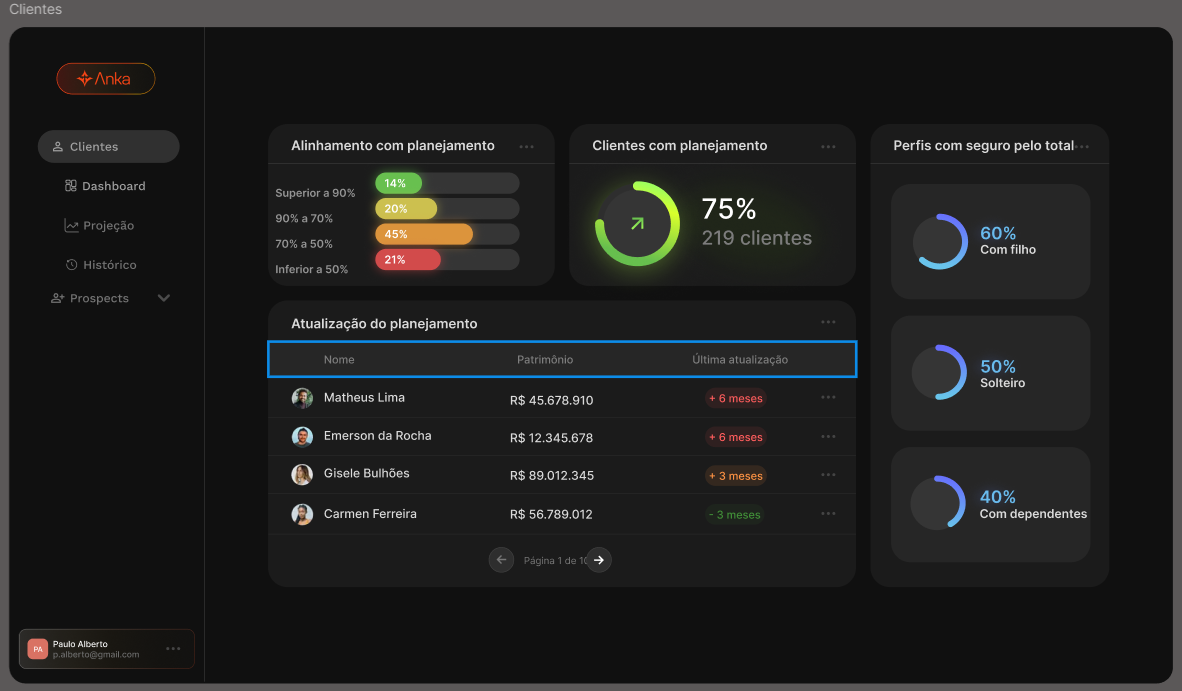 Clientes
Anka
Clientes
Dashboard
Projeção
Histórico
Prospects
PA
Paulo Alberto
p.alberto@gmail.com
Alinhamento com planejamento
Superior a 90%
14%
90% a 70%
20%
70% a 50%
45%
Inferior a 50%
21%
Clientes com planejamento
75%
219 clientes
Atualização do planejamento
Nome Patrimônio Última atualização
Matheus Lima R$ 45.678.910 + 6 meses
Emerson da Rocha R$ 12.345.678 + 6 meses
Gisele Bulhões R$ 89.012.345 + 3 meses
Carmen Ferreira R$ 56.789.012 - 3 meses
Página 1 de 10
Perfis com seguro pelo total
60%
Com filho
50%
Solteiro
40%
Com dependentes